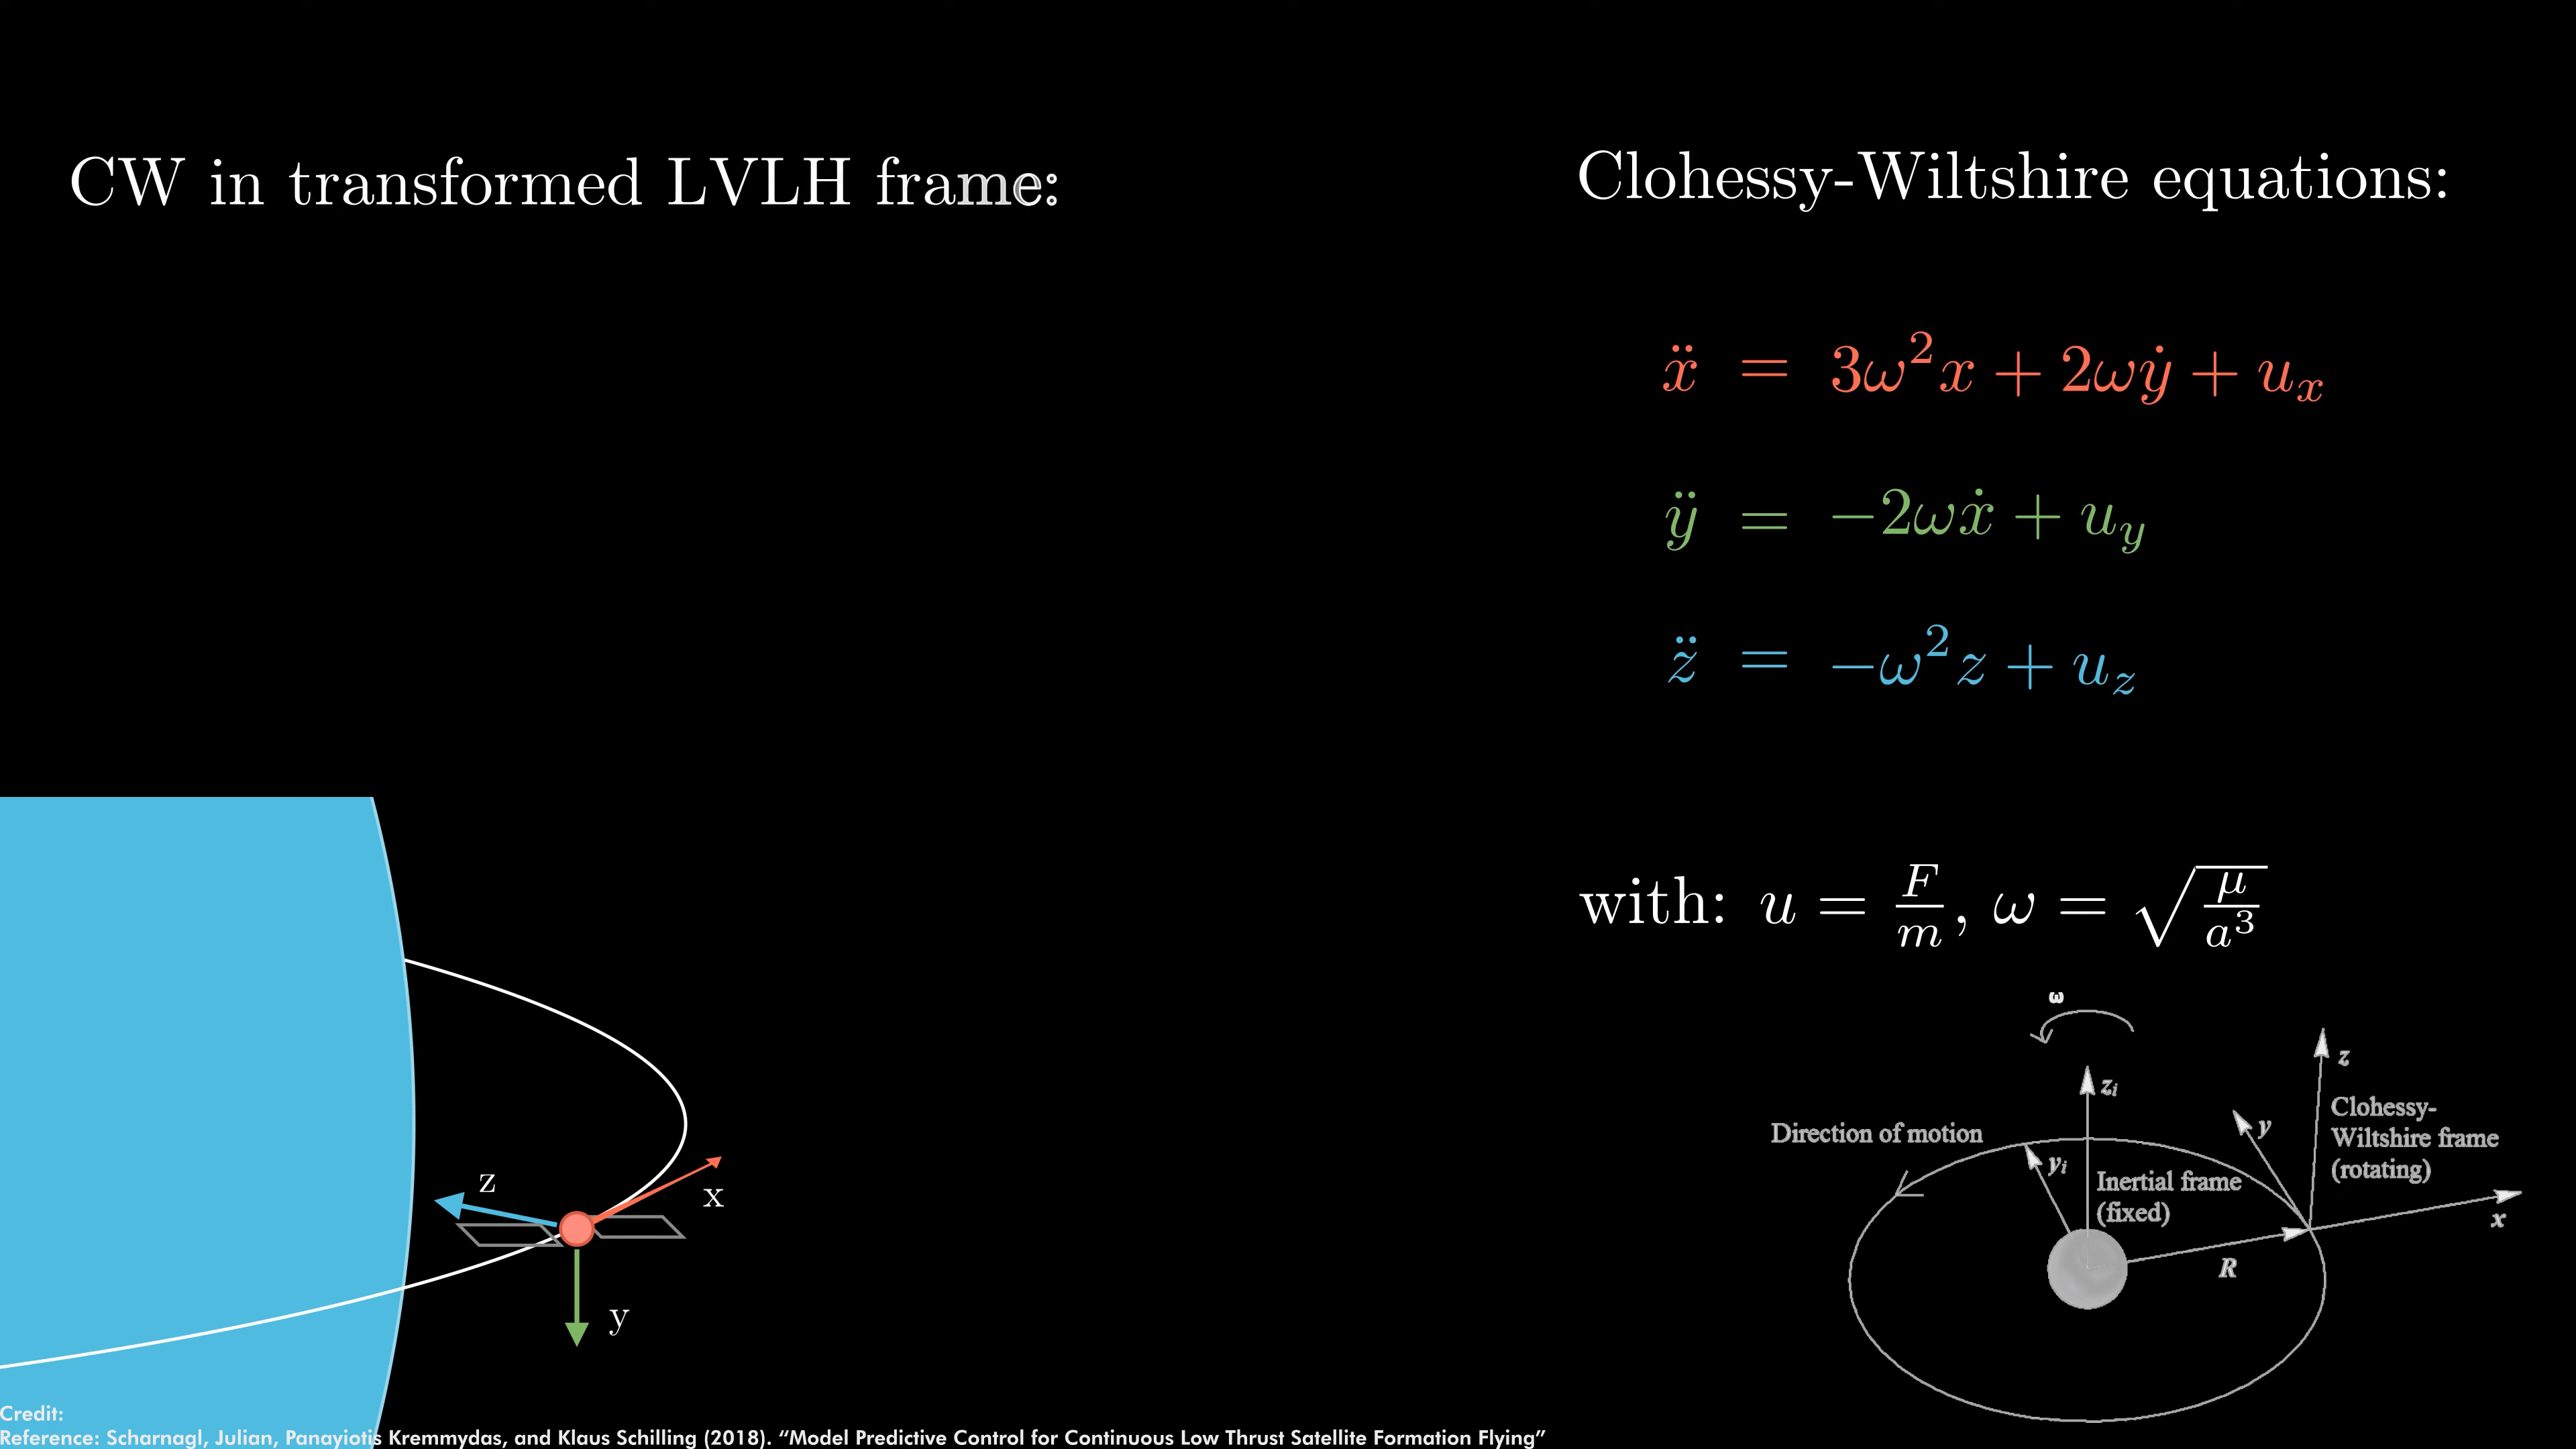 CW in transformed LVLH frame:
Clohessy-Wiltshire equations:
ẍ = 3ω²x + 2ωẏ + uₓ
ÿ = −2ωẋ + u_y
z̈ = −ω²z + u_z
with: u = F/m, ω = √(μ/a³)
z
x
y
ω
z
zᵢ
Clohessy-
Wiltshire frame
(rotating)
y
Direction of motion
yᵢ
Inertial frame
(fixed)
x
R
Credit:
Reference: Scharnagl, Julian, Panayiotis Kremmydas, and Klaus Schilling (2018). “Model Predictive Control for Continuous Low Thrust Satellite Formation Flying”